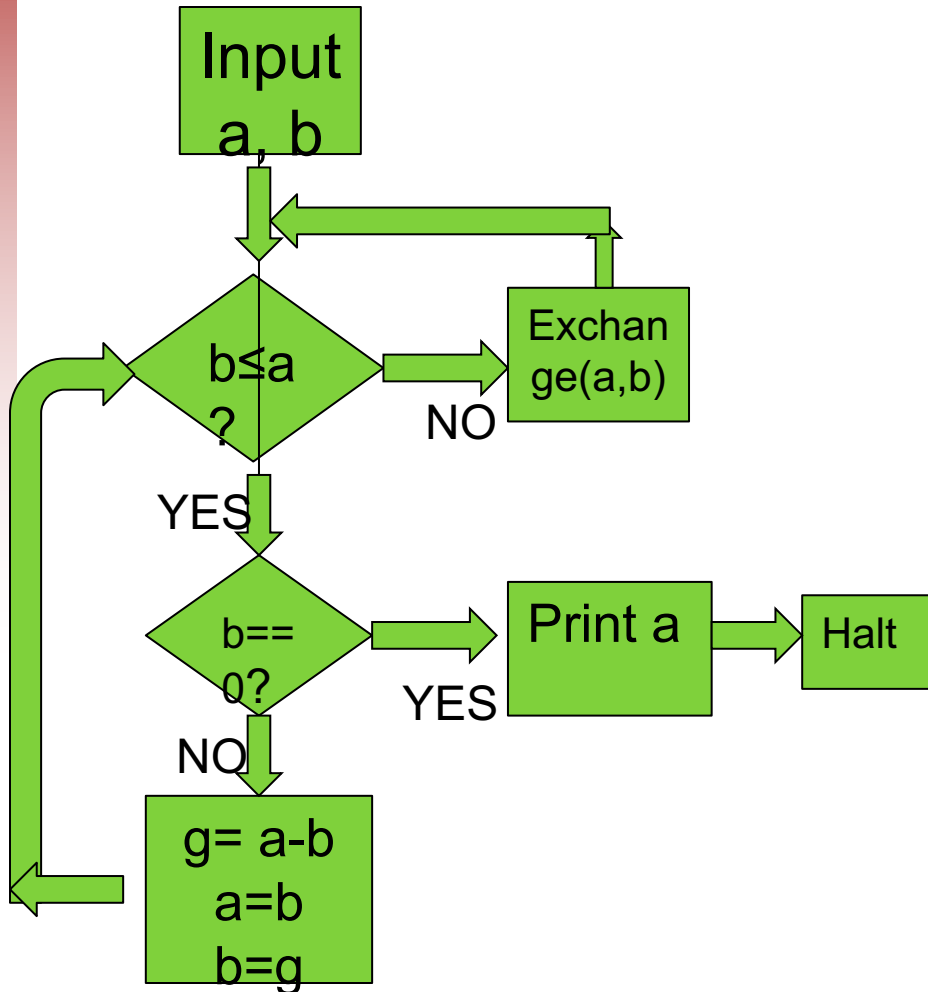 Input
a, b
b≤a
?
Exchan
ge(a,b)
NO
YES
b==
0?
YES
Print a
Halt
NO
g= a-b
a=b
b=g